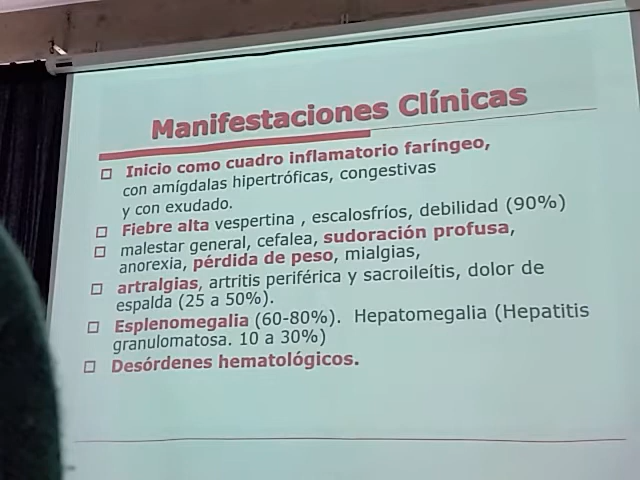 Manifestaciones Clínicas
Inicio como cuadro inflamatorio faríngeo,
con amígdalas hipertróficas, congestivas
y con exudado.
Fiebre alta vespertina , escalosfríos, debilidad (90%)
malestar general, cefalea, sudoración profusa,
anorexia, pérdida de peso, mialgias,
artralgias, artritis periférica y sacroileítis, dolor de
espalda (25 a 50%).
Esplenomegalia (60-80%). Hepatomegalia (Hepatitis
granulomatosa. 10 a 30%)
Desórdenes hematológicos.